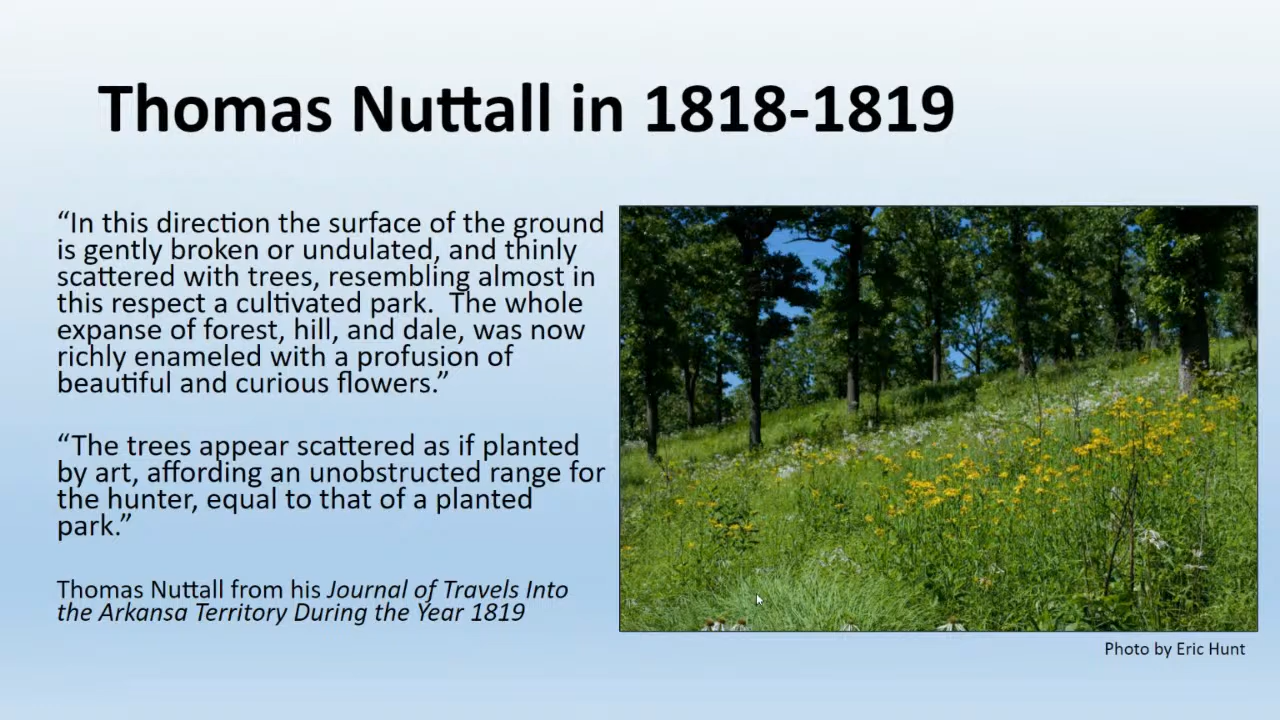 Thomas Nuttall in 1818-1819
“In this direction the surface of the ground
is gently broken or undulated, and thinly
scattered with trees, resembling almost in
this respect a cultivated park.  The whole
expanse of forest, hill, and dale, was now
richly enameled with a profusion of
beautiful and curious flowers.”
“The trees appear scattered as if planted
by art, affording an unobstructed range for
the hunter, equal to that of a planted
park.”
Thomas Nuttall from his Journal of Travels Into
the Arkansa Territory During the Year 1819
Photo by Eric Hunt